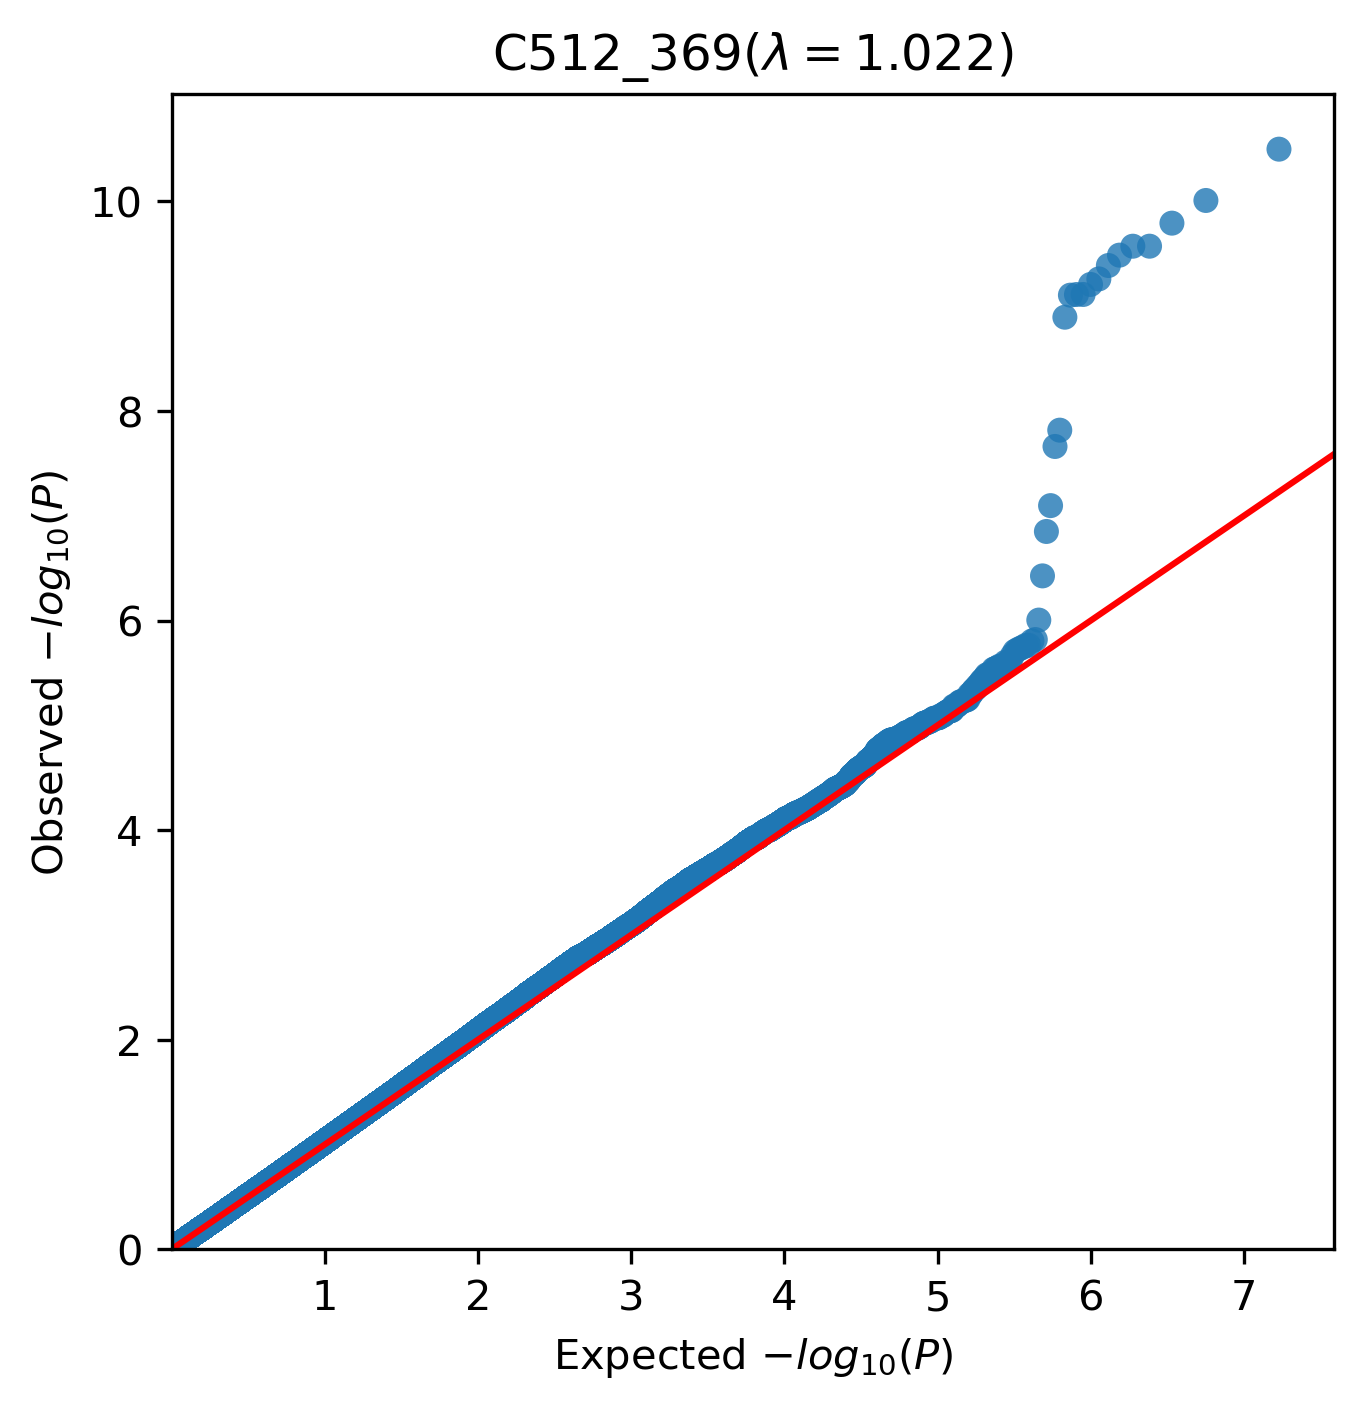 C512_369(λ = 1.022)
10
8
6
4
2
0
Observed −log₁₀(P)
1 2 3 4 5 6 7
Expected −log₁₀(P)